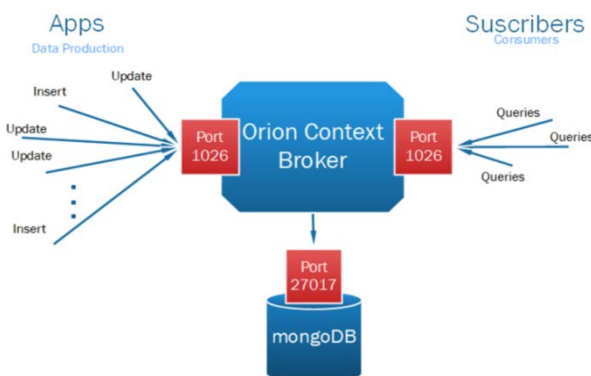 Apps
Data Production
Suscribers
Consumers
Update
Insert
Update
Update
Insert
Port
1026
Orion Context
Broker
Port
1026
Queries
Queries
Queries
Port
27017
mongoDB